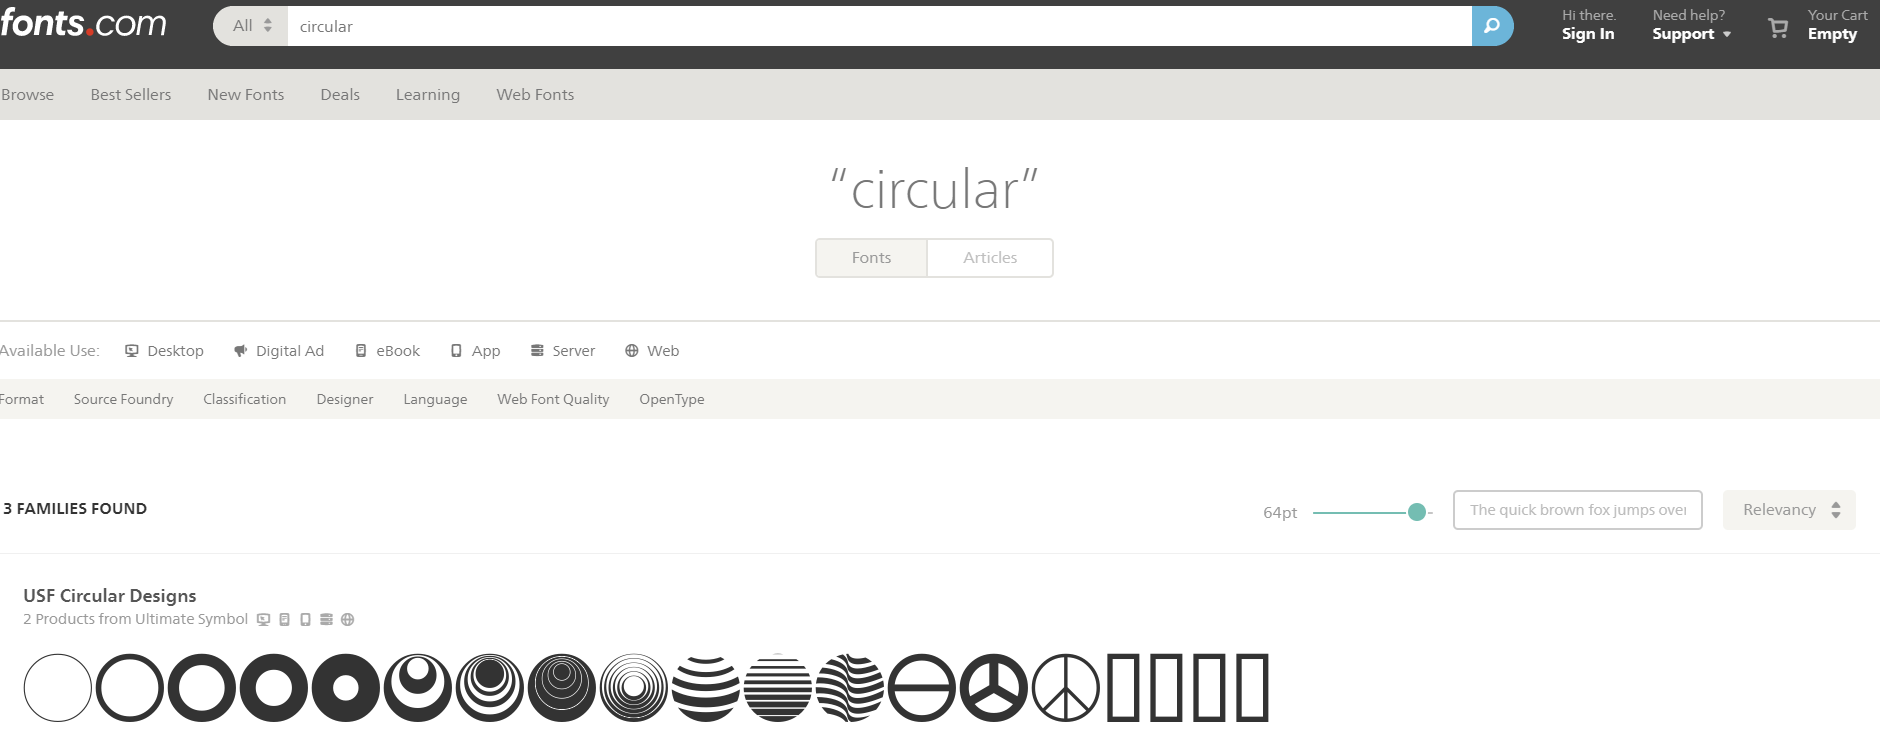 fonts.com
All
circular
Hi there.
Sign In
Need help?
Support
Your Cart
Empty
Browse
Best Sellers
New Fonts
Deals
Learning
Web Fonts
“circular”
Fonts
Articles
Available Use:
Desktop
Digital Ad
eBook
App
Server
Web
Format
Source Foundry
Classification
Designer
Language
Web Font Quality
OpenType
3 FAMILIES FOUND
64pt
The quick brown fox jumps over
Relevancy
USF Circular Designs
2 Products from Ultimate Symbol